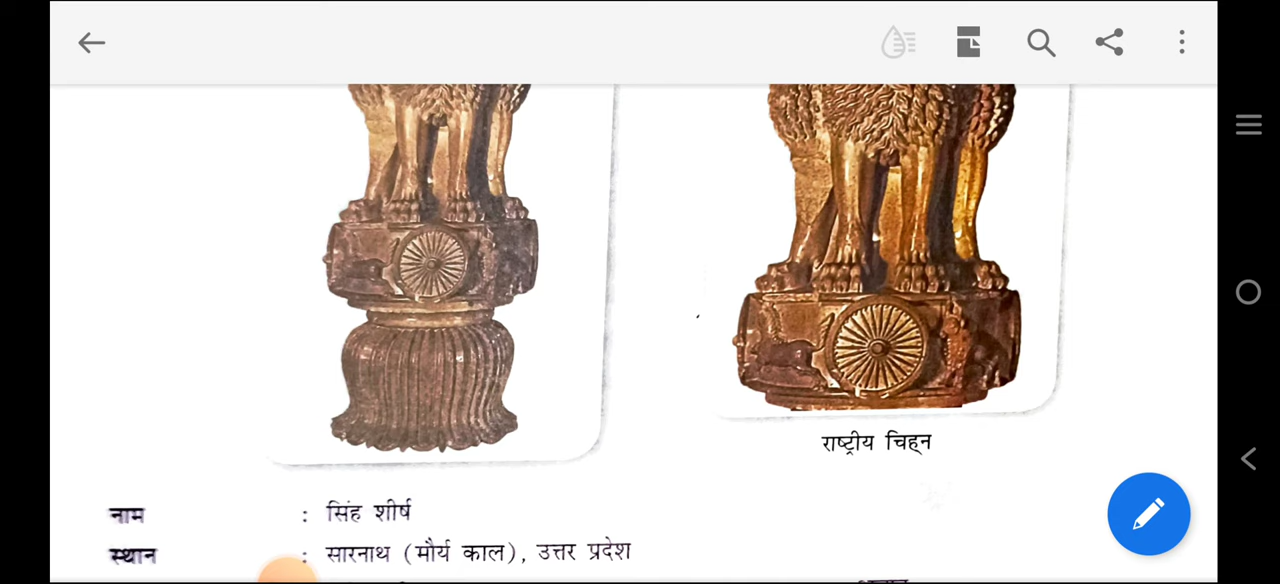 राष्ट्रीय चिह्न
नाम : सिंह शीर्ष
स्थान : सारनाथ (मौर्य काल), उत्तर प्रदेश